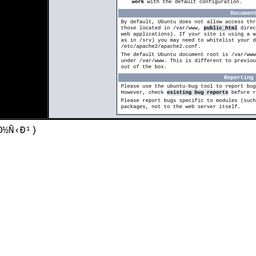 work with the default configuration.
Document
By default, Ubuntu does not allow access thr
those located in /var/www, public_html direc
web applications). If your site is using a w
as in /srv) you may need to whitelist your d
/etc/apache2/apache2.conf.
The default Ubuntu document root is /var/www
under /var/www. This is different to previous
out of the box.
Reporting
Please use the ubuntu-bug tool to report bug
However, check existing bug reports before r
Please report bugs specific to modules (such
packages, not to the web server itself.
½Ñ‹Ð¹)